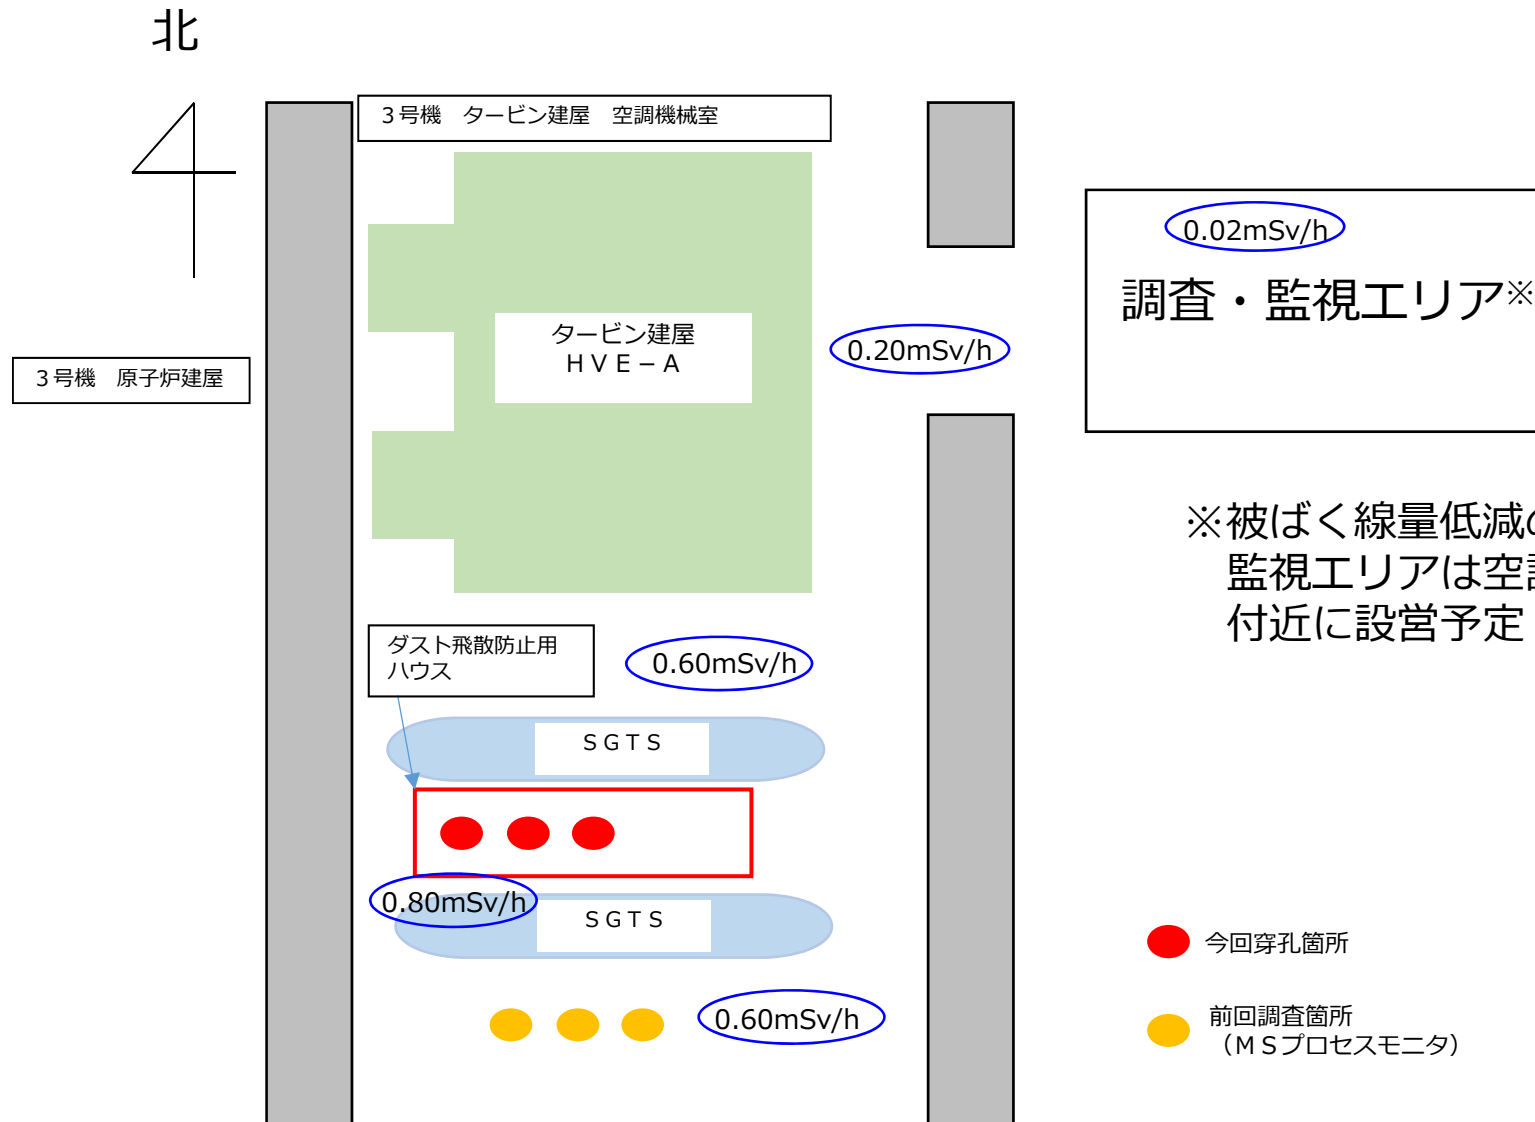 北
３号機　タービン建屋　空調機械室
0.02mSv/h
調査・監視エリア※
タービン建屋
ＨＶＥ－Ａ
0.20mSv/h
３号機　原子炉建屋
※被ばく線量低減の
監視エリアは空調
付近に設営予定
ダスト飛散防止用
ハウス
0.60mSv/h
ＳＧＴＳ
0.80mSv/h
ＳＧＴＳ
今回穿孔箇所
0.60mSv/h
前回調査箇所
（ＭＳプロセスモニタ）